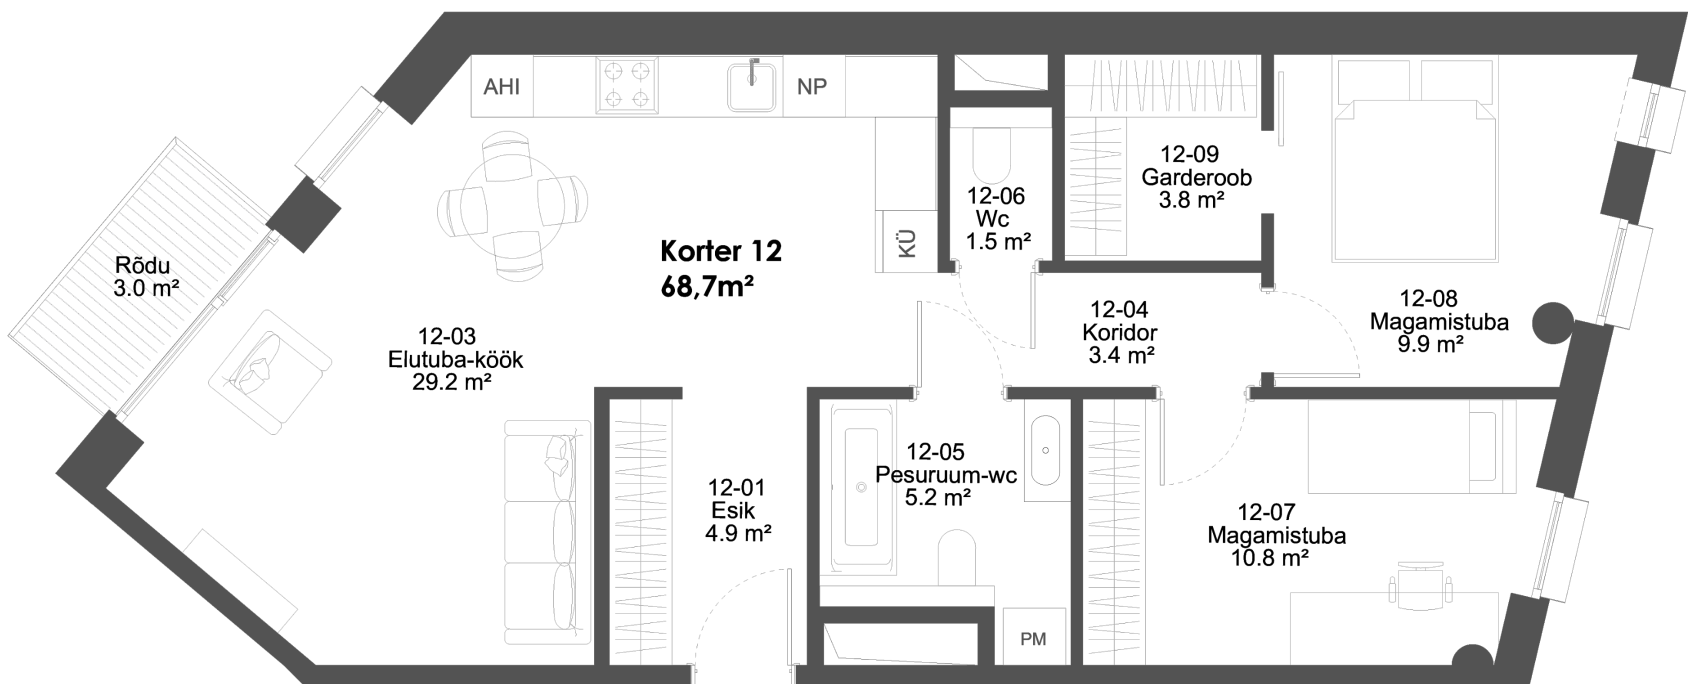 AHI
NP
KÜ
12-09
Garderoob
3.8 m²
12-06
Wc
1.5 m²
Korter 12
68,7m²
Rõdu
3.0 m²
12-03
Elutuba-köök
29.2 m²
12-04
Koridor
3.4 m²
12-08
Magamistuba
9.9 m²
12-05
Pesuruum-wc
5.2 m²
12-01
Esik
4.9 m²
12-07
Magamistuba
10.8 m²
PM